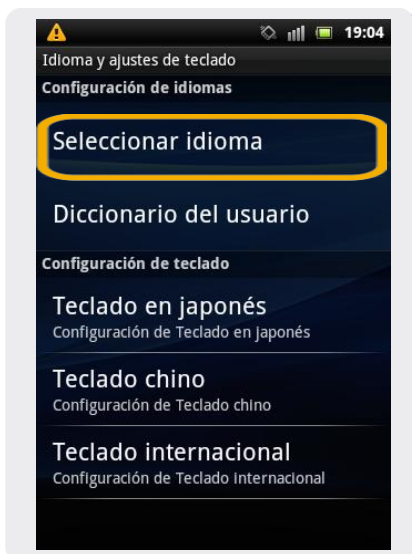 19:04
Idioma y ajustes de teclado
Configuración de idiomas
Seleccionar idioma
Diccionario del usuario
Configuración de teclado
Teclado en japonés
Configuración de Teclado en japonés
Teclado chino
Configuración de Teclado chino
Teclado internacional
Configuración de Teclado internacional